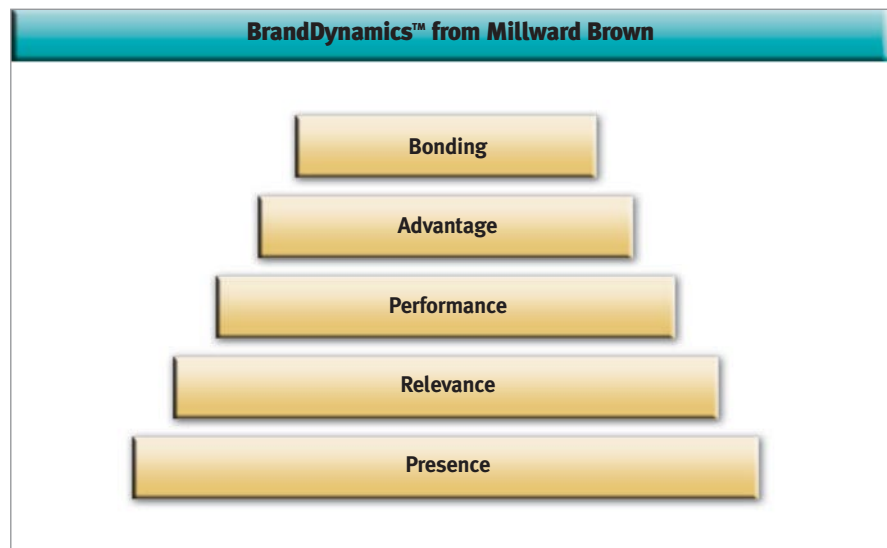 BrandDynamics™ from Millward Brown
Bonding
Advantage
Performance
Relevance
Presence